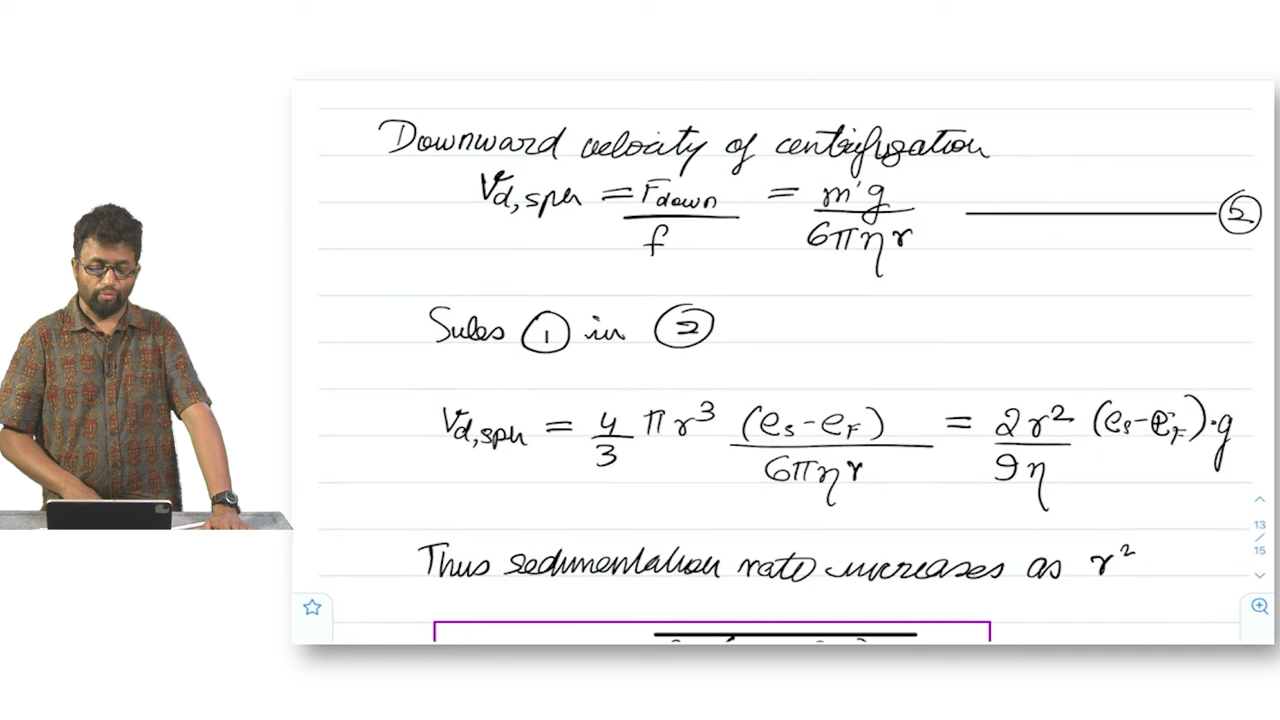 Downward velocity of centrifugation
Vd,sph = Fdown / f = m'g / 6πηr ——— ②
Subs ① in ②
Vd,sph = 4/3 πr³ (ρs - ρF) / 6πηr = 2r² / 9η (ρs - ρF)·g
Thus sedimentation rate increases as r²
13
/
15